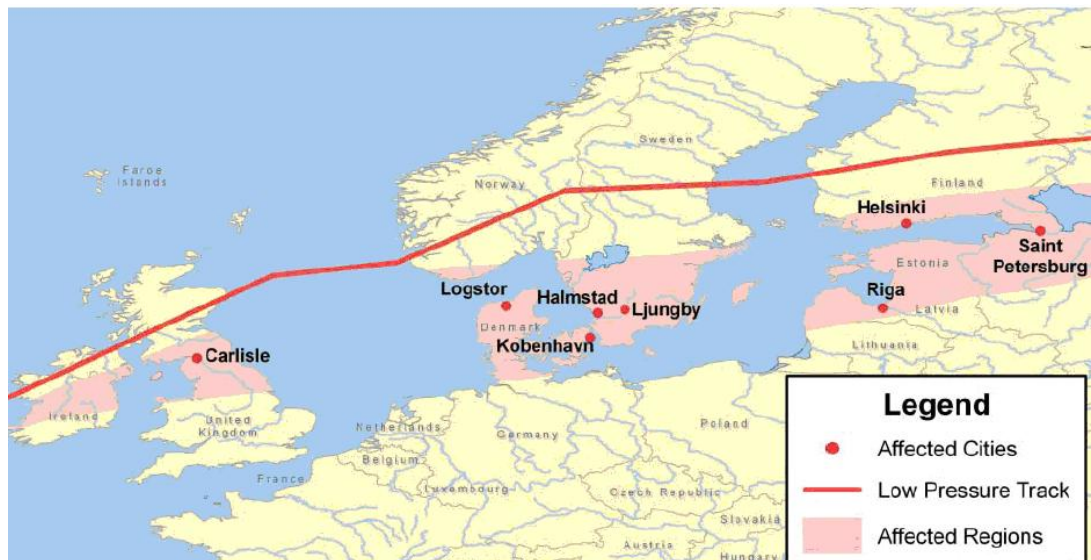 Faroe
Islands
Sweden
Norway
Finland
Helsinki
Saint
Petersburg
Estonia
Logstor
Halmstad
Ljungby
Riga
Latvia
Denmark
Kobenhavn
Lithuania
Carlisle
Ireland
United
Kingdom
Netherlands
Germany
Poland
Belgium
France
Luxembourg
Czech Republic
Slovakia
Austria
Hungary
Legend
Affected Cities
Low Pressure Track
Affected Regions